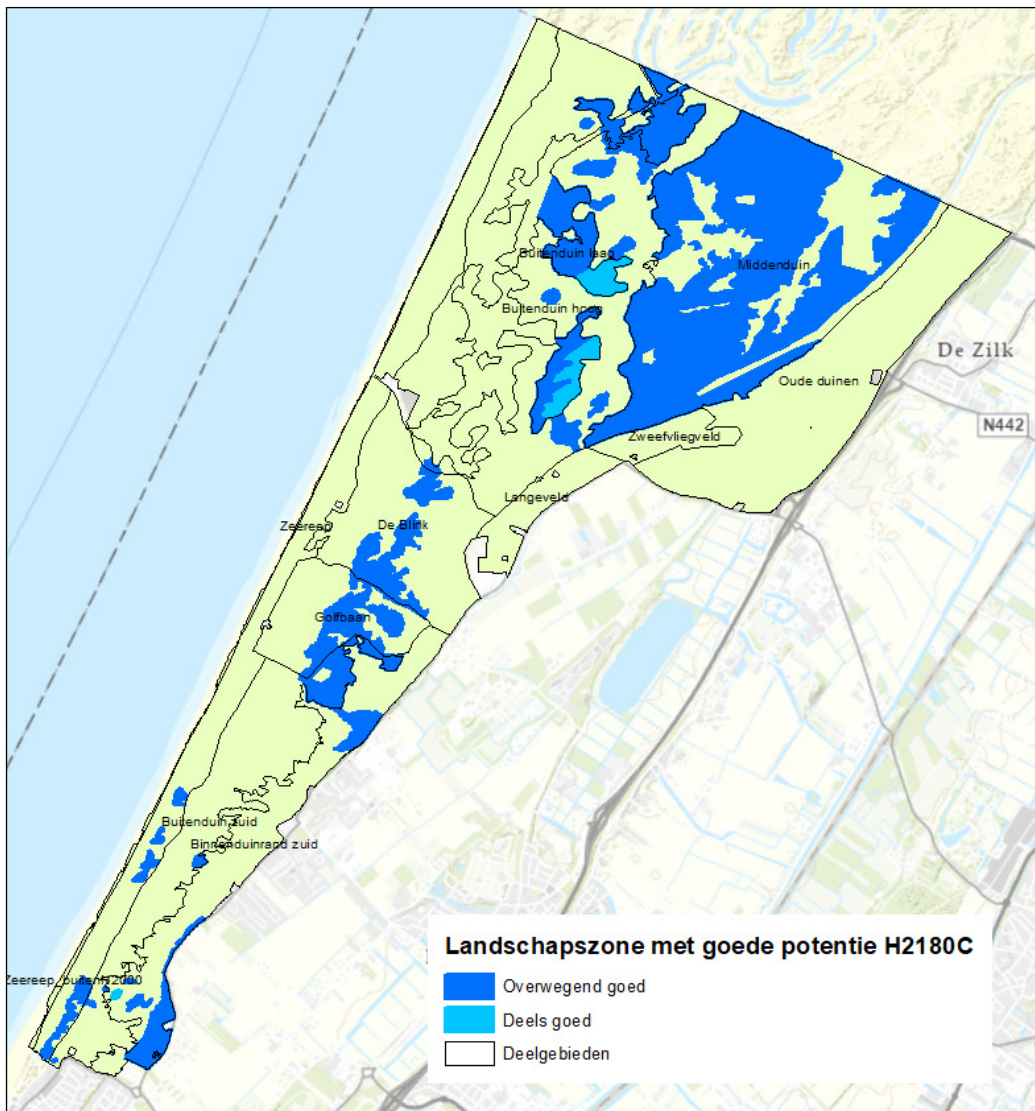 Buitenduin laag
Middenduin
Buitenduin hoog
De Zilk
Oude duinen
N442
Zweefvliegveld
Langeveld
Zeereep
De Blink
Golfbaan
Buitenduin zuid
Binnenduinrand zuid
Zeereep_buitenN2000
Landschapszone met goede potentie H2180C
Overwegend goed
Deels goed
Deelgebieden